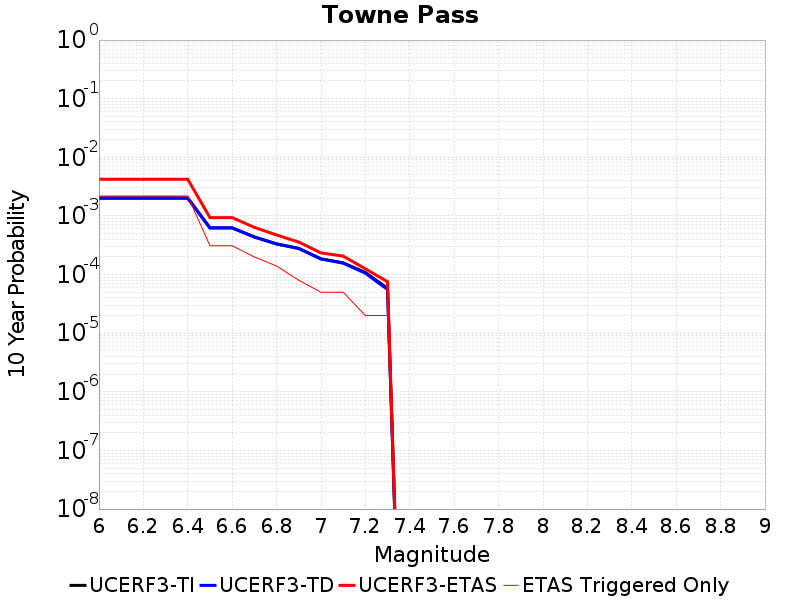 Towne Pass
10^0
10^-1
10^-2
10^-3
10^-4
10^-5
10^-6
10^-7
10^-8
10 Year Probability
6 6.2 6.4 6.6 6.8 7 7.2 7.4 7.6 7.8 8 8.2 8.4 8.6 8.8 9
Magnitude
UCERF3-TI UCERF3-TD UCERF3-ETAS ETAS Triggered Only